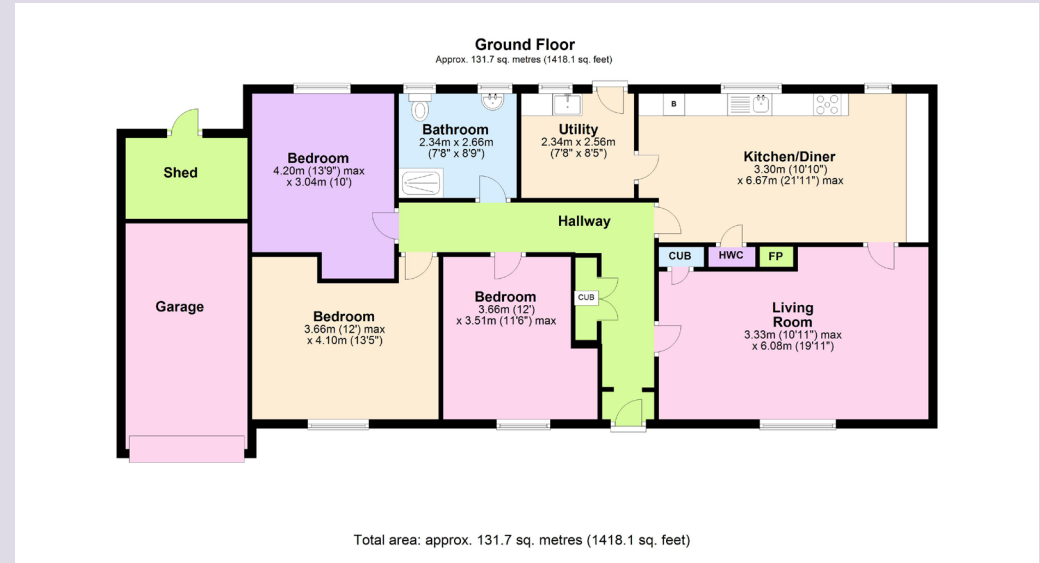 Ground Floor
Approx. 131.7 sq. metres (1418.1 sq. feet)
Shed
Bedroom
4.20m (13'9") max
x 3.04m (10')
Bathroom
2.34m x 2.66m
(7'8" x 8'9")
Utility
2.34m x 2.56m
(7'8" x 8'5")
B
Kitchen/Diner
3.30m (10'10")
x 6.67m (21'11") max
Hallway
CUB
HWC
FP
Garage
Bedroom
3.66m (12') max
x 4.10m (13'5")
Bedroom
3.66m (12')
x 3.51m (11'6") max
CUB
Living
Room
3.33m (10'11") max
x 6.08m (19'11")
Total area: approx. 131.7 sq. metres (1418.1 sq. feet)